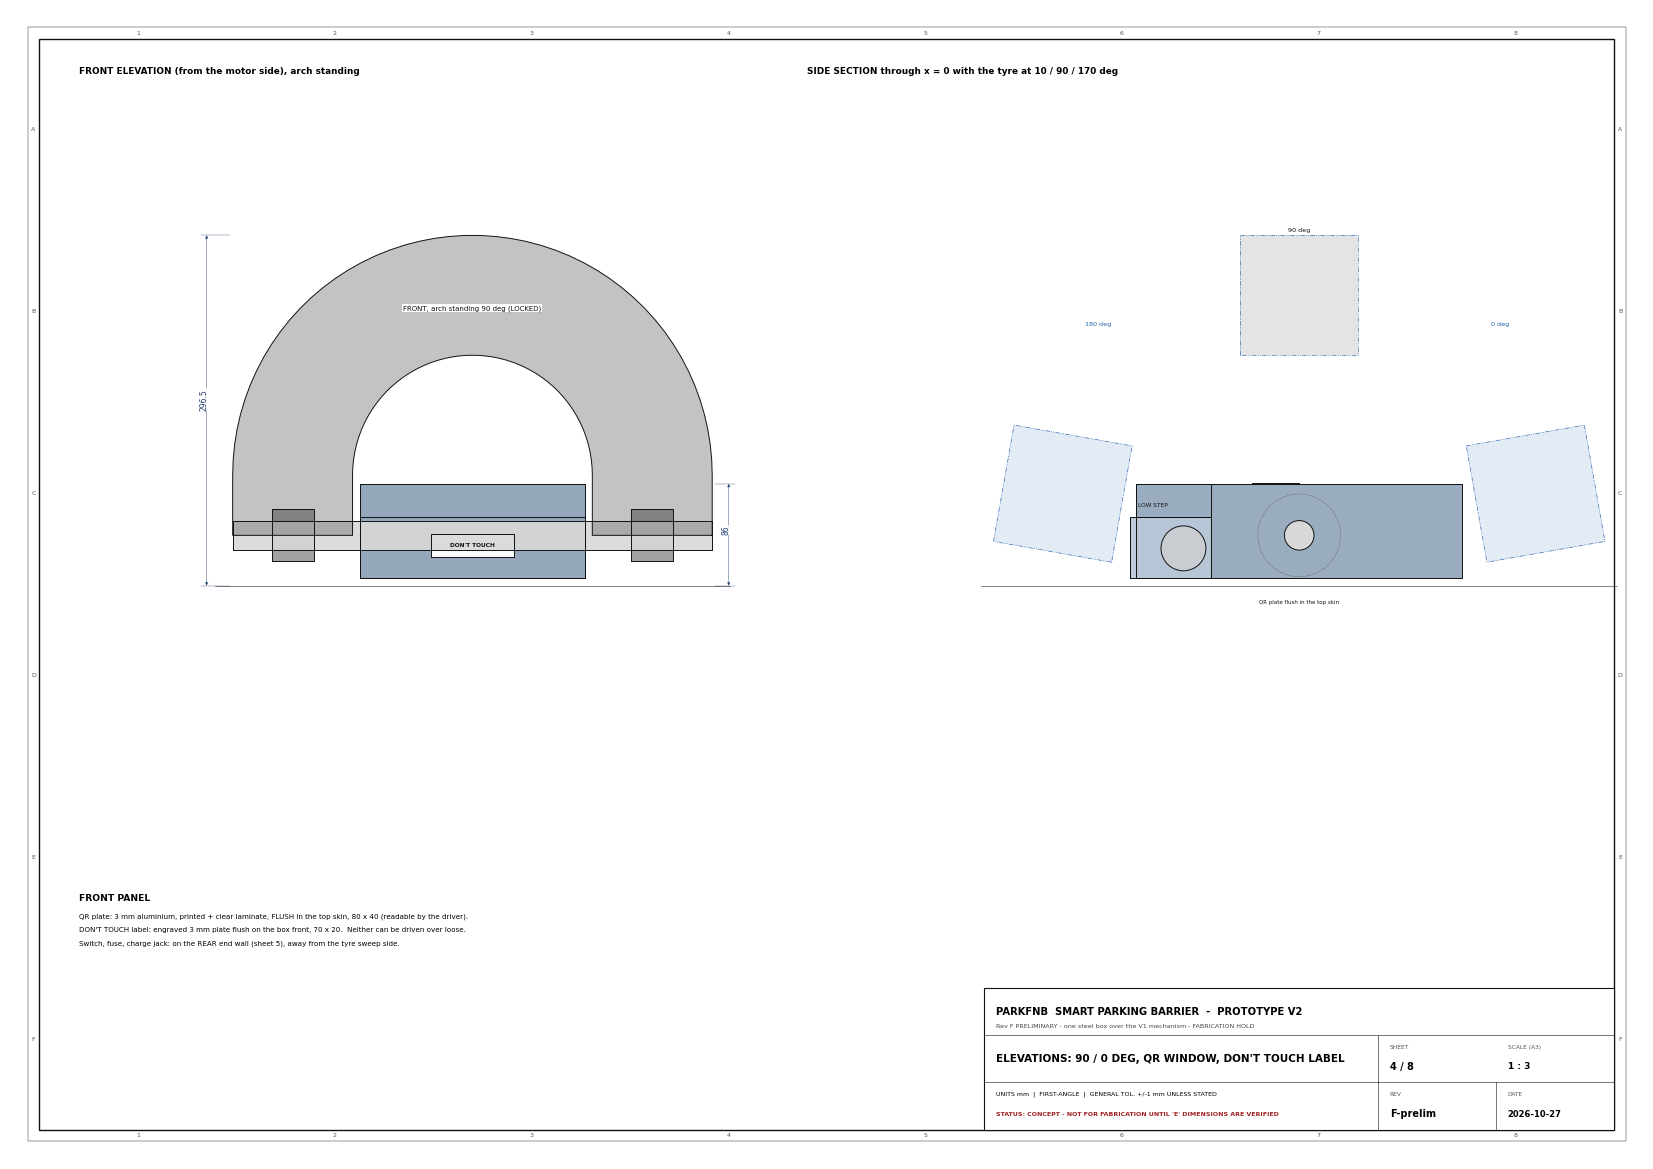 1 2 3 4 5 6 7 8
FRONT ELEVATION (from the motor side), arch standing
SIDE SECTION through x = 0 with the tyre at 10 / 90 / 170 deg
A A
90 deg
FRONT, arch standing 90 deg (LOCKED)
B B
180 deg
0 deg
296.5
C C
LOW STEP
86
DON'T TOUCH
QR plate flush in the top skin
D D
E E
FRONT PANEL
QR plate: 3 mm aluminium, printed + clear laminate, FLUSH in the top skin, 80 x 40 (readable by the driver).
DON'T TOUCH label: engraved 3 mm plate flush on the box front, 70 x 20.  Neither can be driven over loose.
Switch, fuse, charge jack: on the REAR end wall (sheet 5), away from the tyre sweep side.
PARKFNB  SMART PARKING BARRIER  -  PROTOTYPE V2
Rev F PRELIMINARY - one steel box over the V1 mechanism - FABRICATION HOLD
F F
ELEVATIONS: 90 / 0 DEG, QR WINDOW, DON'T TOUCH LABEL
SHEET
4 / 8
SCALE (A3)
1 : 3
UNITS mm  |  FIRST-ANGLE  |  GENERAL TOL. +/-1 mm UNLESS STATED
STATUS: CONCEPT - NOT FOR FABRICATION UNTIL 'E' DIMENSIONS ARE VERIFIED
REV
F-prelim
DATE
2026-10-27
1 2 3 4 5 6 7 8